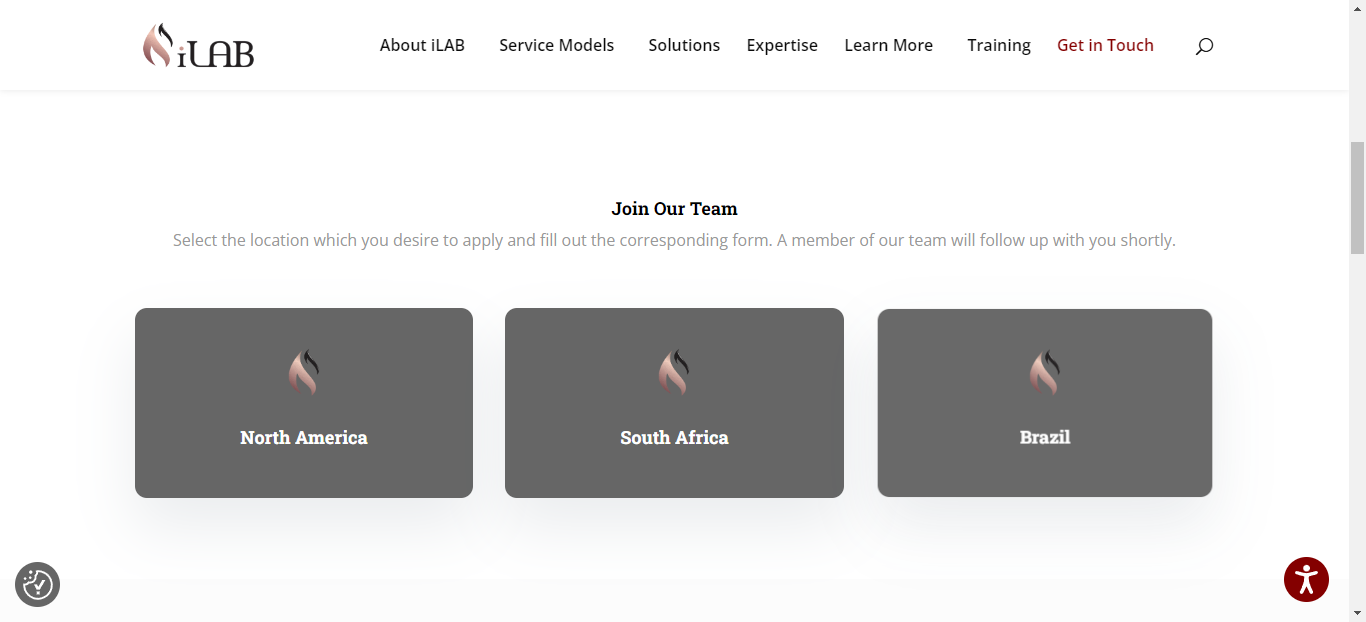 iLAB
About iLAB
Service Models
Solutions
Expertise
Learn More
Training
Get in Touch
Join Our Team
Select the location which you desire to apply and fill out the corresponding form. A member of our team will follow up with you shortly.
North America
South Africa
Brazil